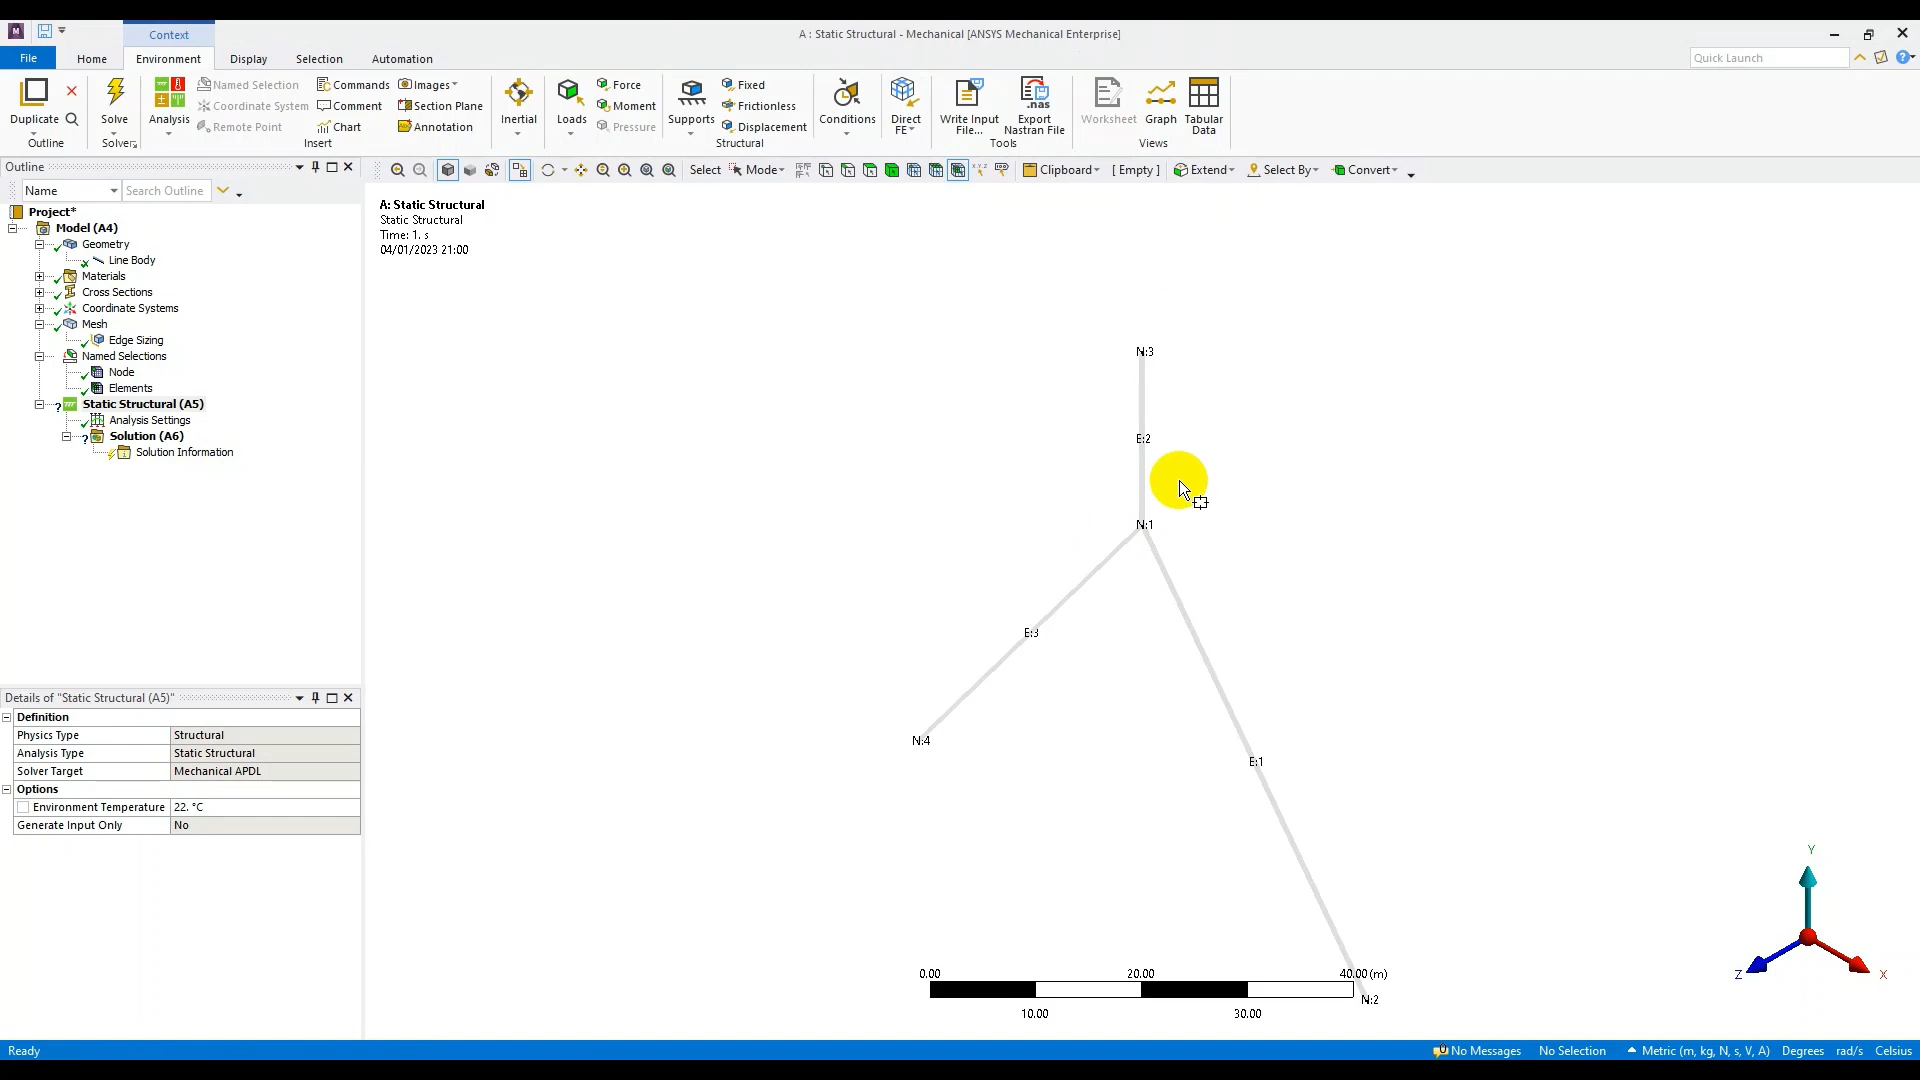 Context
A : Static Structural - Mechanical [ANSYS Mechanical Enterprise]
File Home Environment Display Selection Automation Quick Launch
Duplicate Solve Analysis Named Selection Commands Images Inertial Loads Force Supports Fixed Conditions Direct FE Write Input File... Export Nastran File .nas Worksheet Graph Tabular Data
Coordinate System Comment Section Plane Moment Frictionless
Remote Point Chart Annotation Pressure Displacement
Outline Solver Insert Structural Tools Views
Outline
Select Mode Clipboard [ Empty ] Extend Select By Convert
Name Search Outline
Project*
Model (A4)
Geometry
Line Body
Materials
Cross Sections
Coordinate Systems
Mesh
Edge Sizing
Named Selections
Node
Elements
Static Structural (A5)
Analysis Settings
Solution (A6)
Solution Information
A: Static Structural
Static Structural
Time: 1. s
04/01/2023 21:00
N:3
E:2
N:1
E:3
N:4
E:1
N:2
0.00 20.00 40.00 (m)
10.00 30.00
Y
Z
X
Details of "Static Structural (A5)"
Definition
Physics Type Structural
Analysis Type Static Structural
Solver Target Mechanical APDL
Options
Environment Temperature 22. °C
Generate Input Only No
Ready 0 No Messages No Selection Metric (m, kg, N, s, V, A) Degrees rad/s Celsius